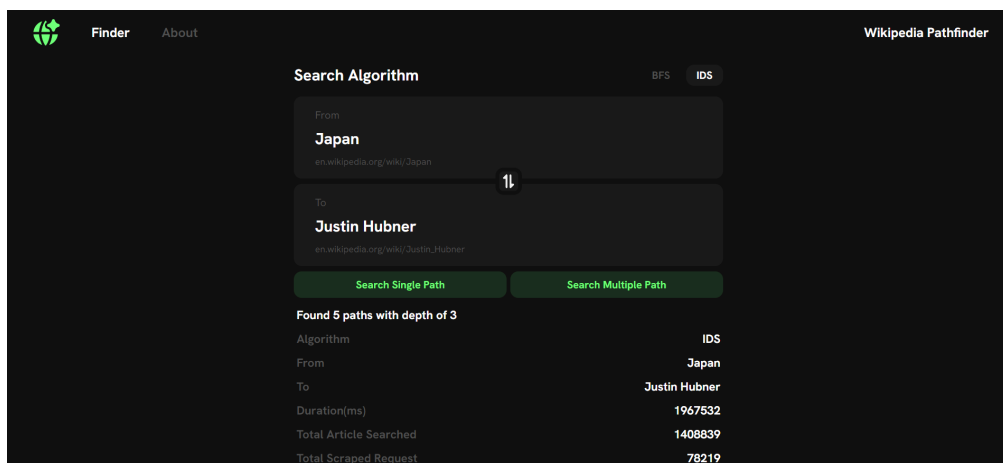 Finder About Wikipedia Pathfinder
Search Algorithm BFS IDS
From
Japan
en.wikipedia.org/wiki/Japan
To
Justin Hubner
en.wikipedia.org/wiki/Justin_Hubner
Search Single Path Search Multiple Path
Found 5 paths with depth of 3
Algorithm IDS
From Japan
To Justin Hubner
Duration(ms) 1967532
Total Article Searched 1408839
Total Scraped Request 78219